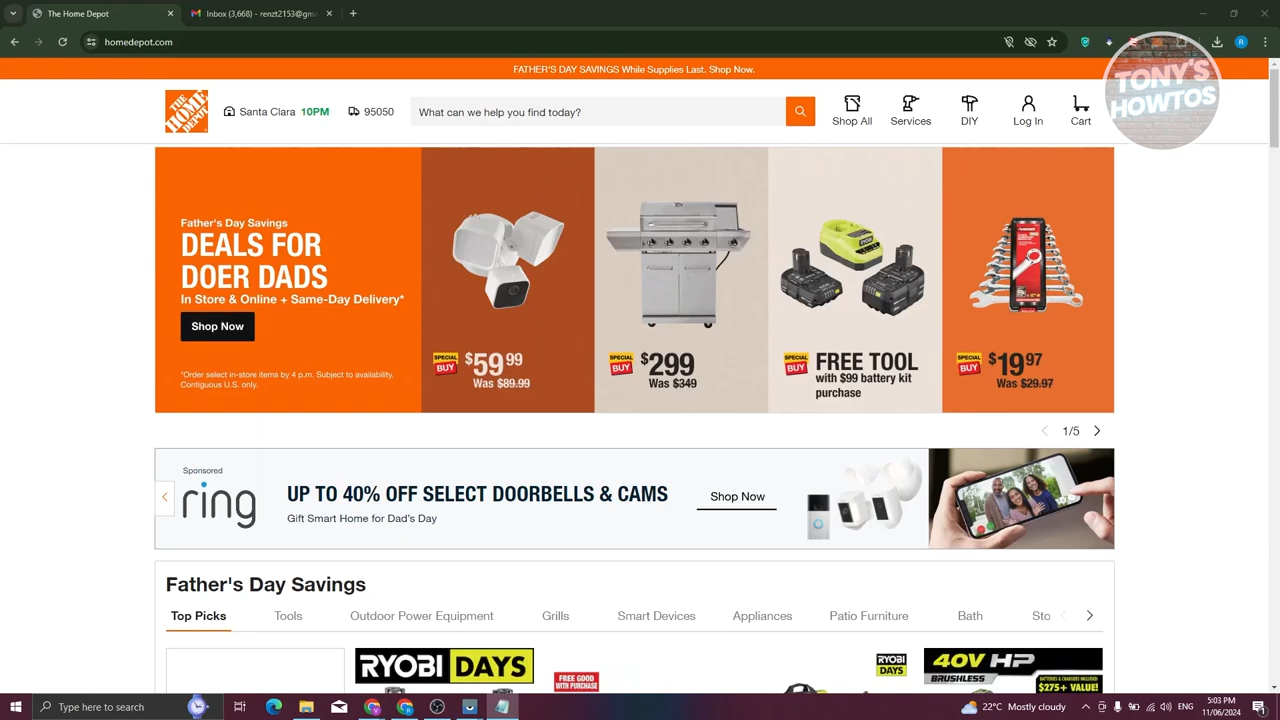 The Home Depot
Inbox (3,668) - renzt2153@gm
homedepot.com
FATHER'S DAY SAVINGS While Supplies Last. Shop Now.
TONY'S
HOWTOS
THE HOME DEPOT
Santa Clara 10PM
95050
What can we help you find today?
Shop All
Services
DIY
Log In
Cart
Father's Day Savings
DEALS FOR
DOER DADS
In Store & Online + Same-Day Delivery*
Shop Now
*Order select in-store items by 4 p.m. Subject to availability.
Contiguous U.S. only.
SPECIAL BUY
$59 99
Was $89.99
SPECIAL BUY
$299
Was $349
SPECIAL BUY
FREE TOOL
with $99 battery kit
purchase
SPECIAL BUY
$19 97
Was $29.97
1/5
Sponsored
ring
UP TO 40% OFF SELECT DOORBELLS & CAMS
Gift Smart Home for Dad's Day
Shop Now
Father's Day Savings
Top Picks
Tools
Outdoor Power Equipment
Grills
Smart Devices
Appliances
Patio Furniture
Bath
Sto
RYOBI DAYS
FREE GOOD
WITH PURCHASE
RYOBI
DAYS
40V HP
BRUSHLESS
BATTERIES & CHARGERS INCLUDED
$275+ VALUE!
Type here to search
22°C Mostly cloudy
5:03 PM
11/06/2024